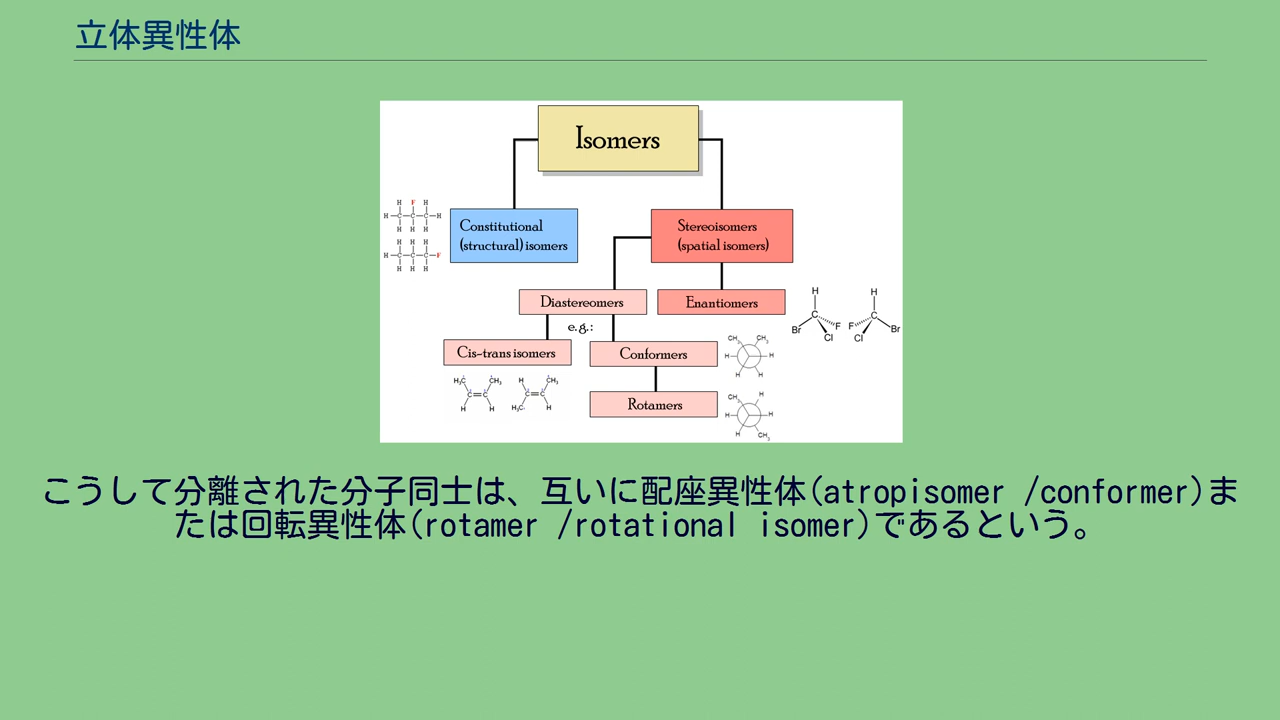 立体異性体
Isomers
Constitutional
(structural) isomers
Stereoisomers
(spatial isomers)
Diastereomers
Enantiomers
e.g.:
Cis-trans isomers
Conformers
Rotamers
こうして分離された分子同士は、互いに配座異性体(atropisomer /conformer)ま
たは回転異性体(rotamer /rotational isomer)であるという。